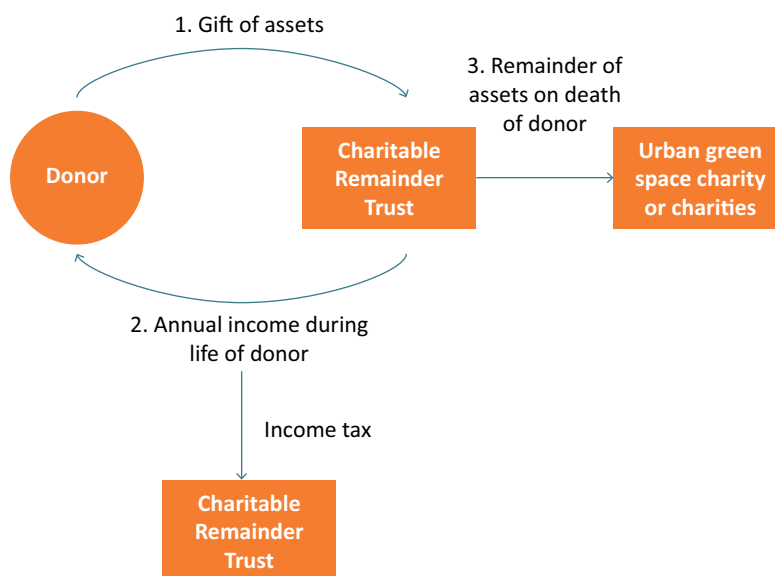 1. Gift of assets
3. Remainder of
assets on death
of donor
Donor
Charitable
Remainder
Trust
Urban green
space charity
or charities
2. Annual income during
life of donor
Income tax
Charitable
Remainder
Trust